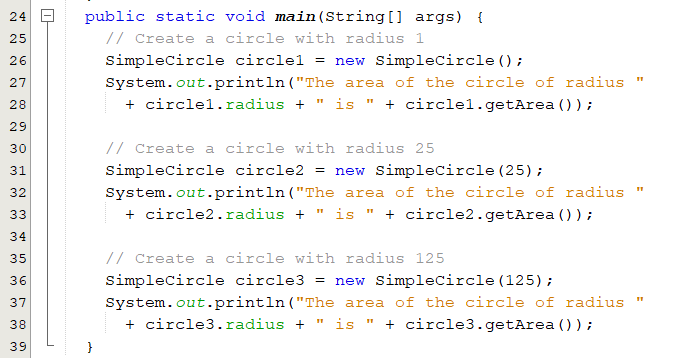 24 public static void main(String[] args) {
25 // Create a circle with radius 1
26 SimpleCircle circle1 = new SimpleCircle();
27 System.out.println("The area of the circle of radius "
28 + circle1.radius + " is " + circle1.getArea());
29
30 // Create a circle with radius 25
31 SimpleCircle circle2 = new SimpleCircle(25);
32 System.out.println("The area of the circle of radius "
33 + circle2.radius + " is " + circle2.getArea());
34
35 // Create a circle with radius 125
36 SimpleCircle circle3 = new SimpleCircle(125);
37 System.out.println("The area of the circle of radius "
38 + circle3.radius + " is " + circle3.getArea());
39 }